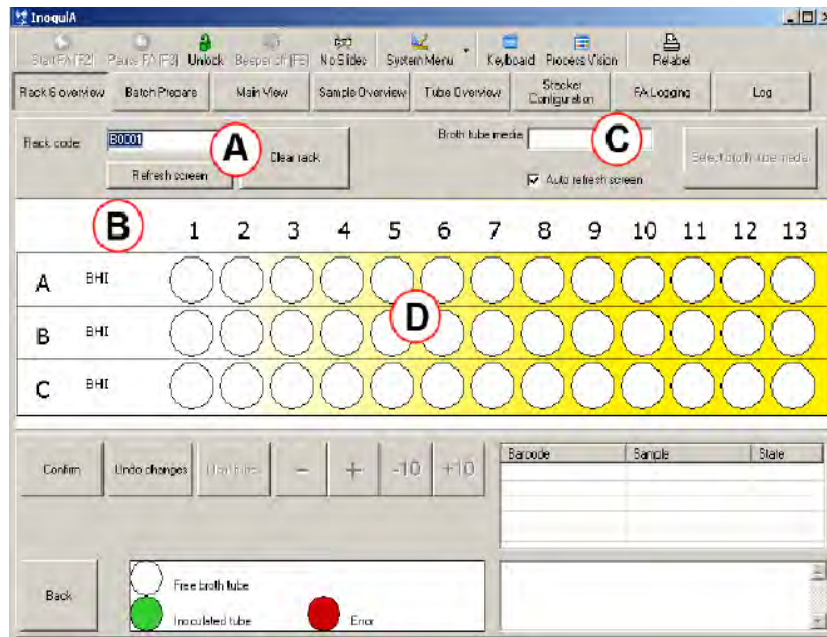 InoqulA
Start FA [F2] Pause FA [F3] Unlock Beeper off [F5] No Slides System Menu Keyboard Process Vision Relabel
Rack 6 overview Batch Prepare Main View Sample Overview Tube Overview Stacker Configuration FA Logging Log
Rack code B0001 A Clear rack Broth tube media C Select broth tube media
Refresh screen Auto refresh screen
B 1 2 3 4 5 6 7 8 9 10 11 12 13
A BHI
D
B BHI
C BHI
Confirm Undo changes - + -10 +10
Barcode Sample State
Back
Free broth tube
Inoculated tube Error